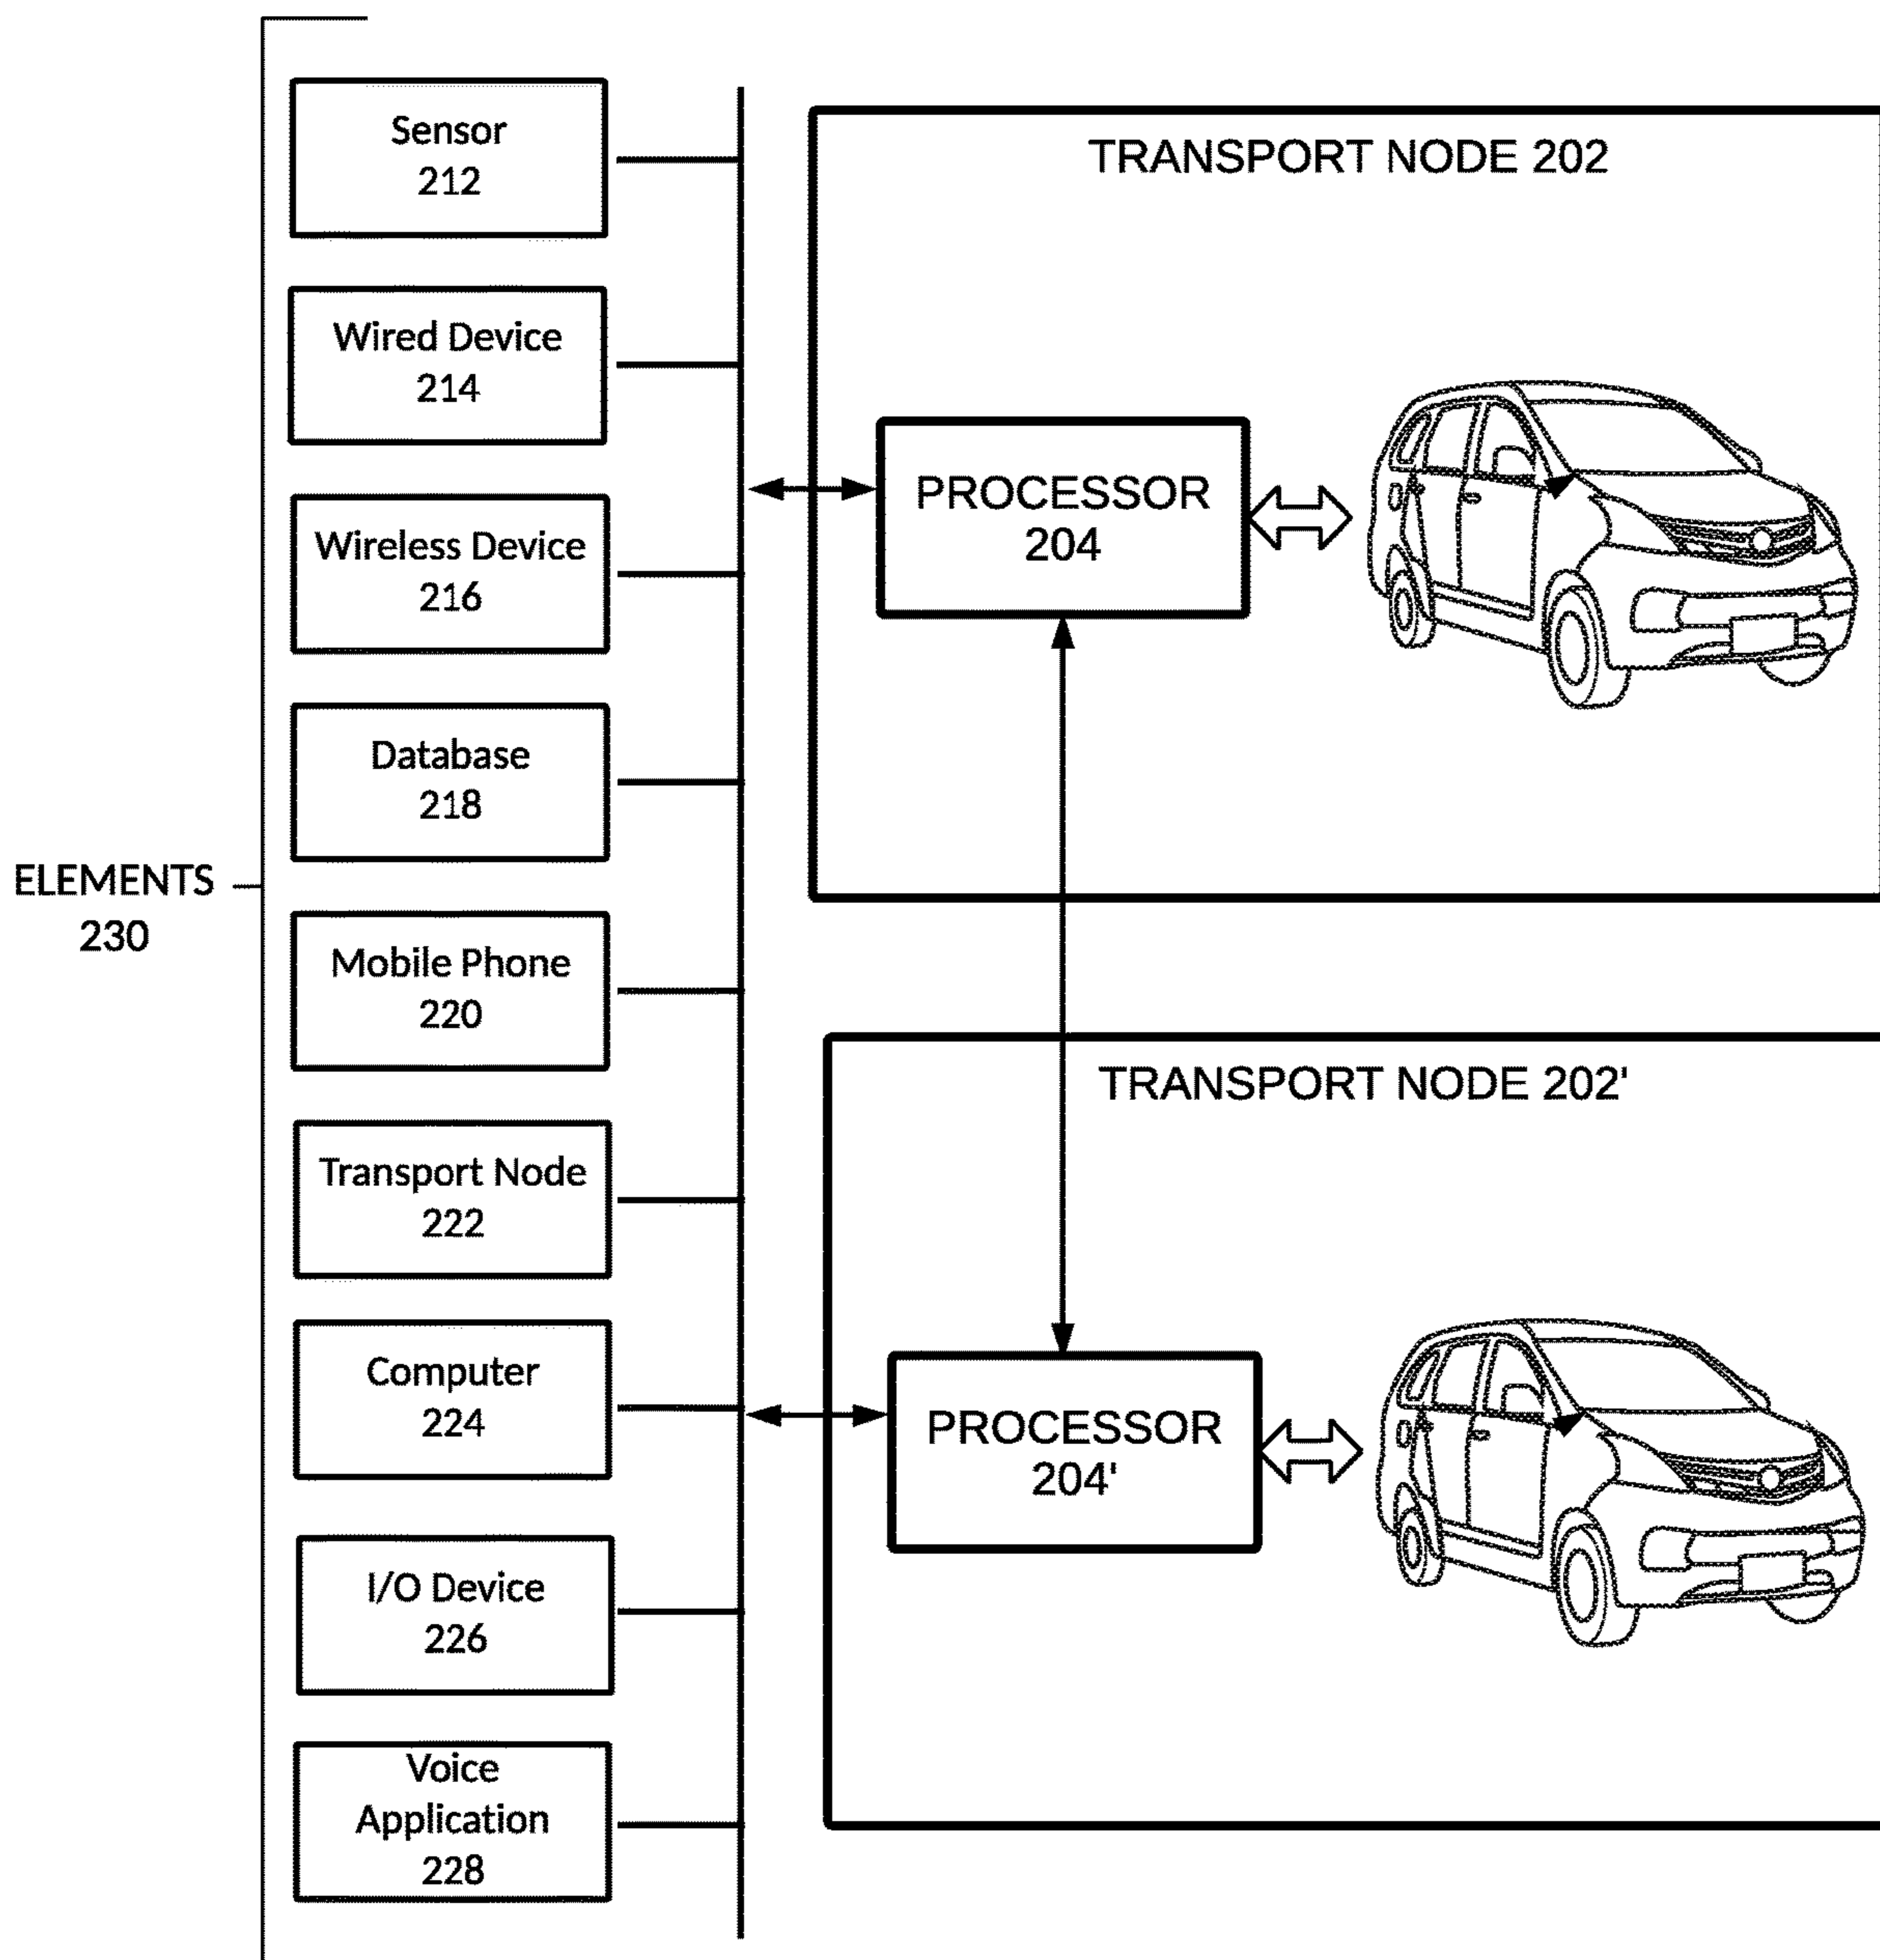 ELEMENTS
230
Sensor
212
Wired Device
214
Wireless Device
216
Database
218
Mobile Phone
220
Transport Node
222
Computer
224
I/O Device
226
Voice
Application
228
TRANSPORT NODE 202
PROCESSOR
204
TRANSPORT NODE 202'
PROCESSOR
204'